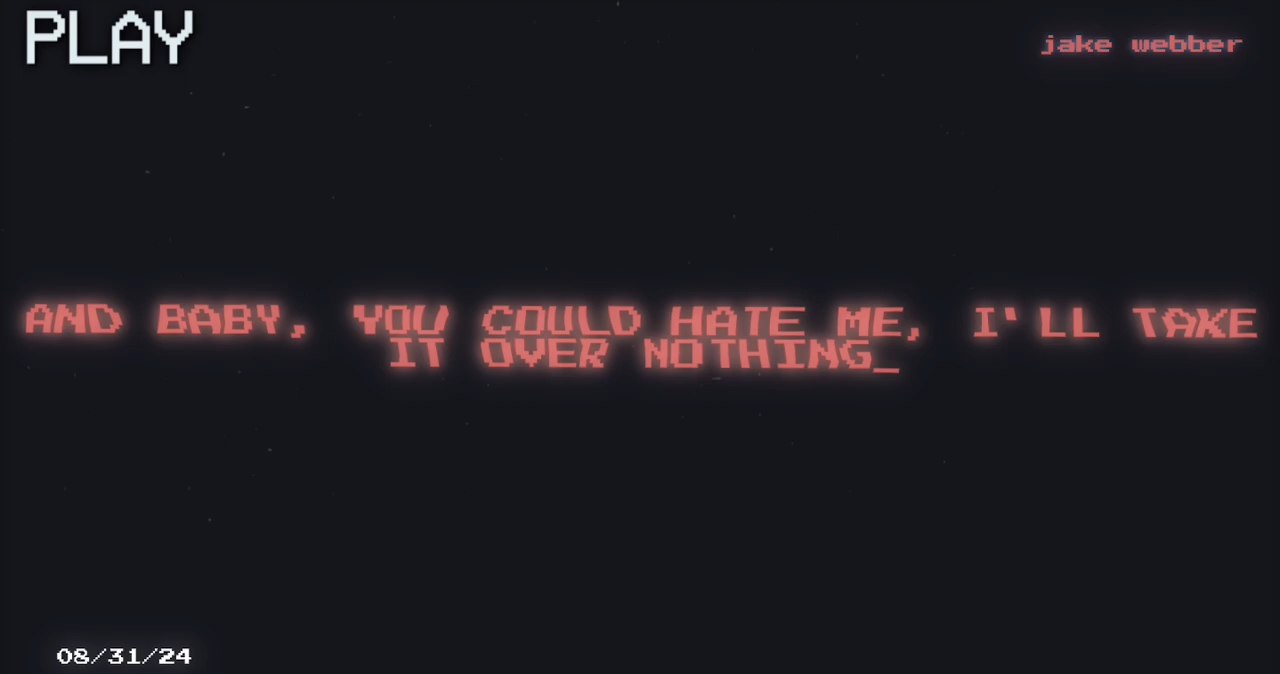 PLAY
jake webber
AND BABY, YOU COULD HATE ME, I'LL TAKE
IT OVER NOTHING_
08/31/24